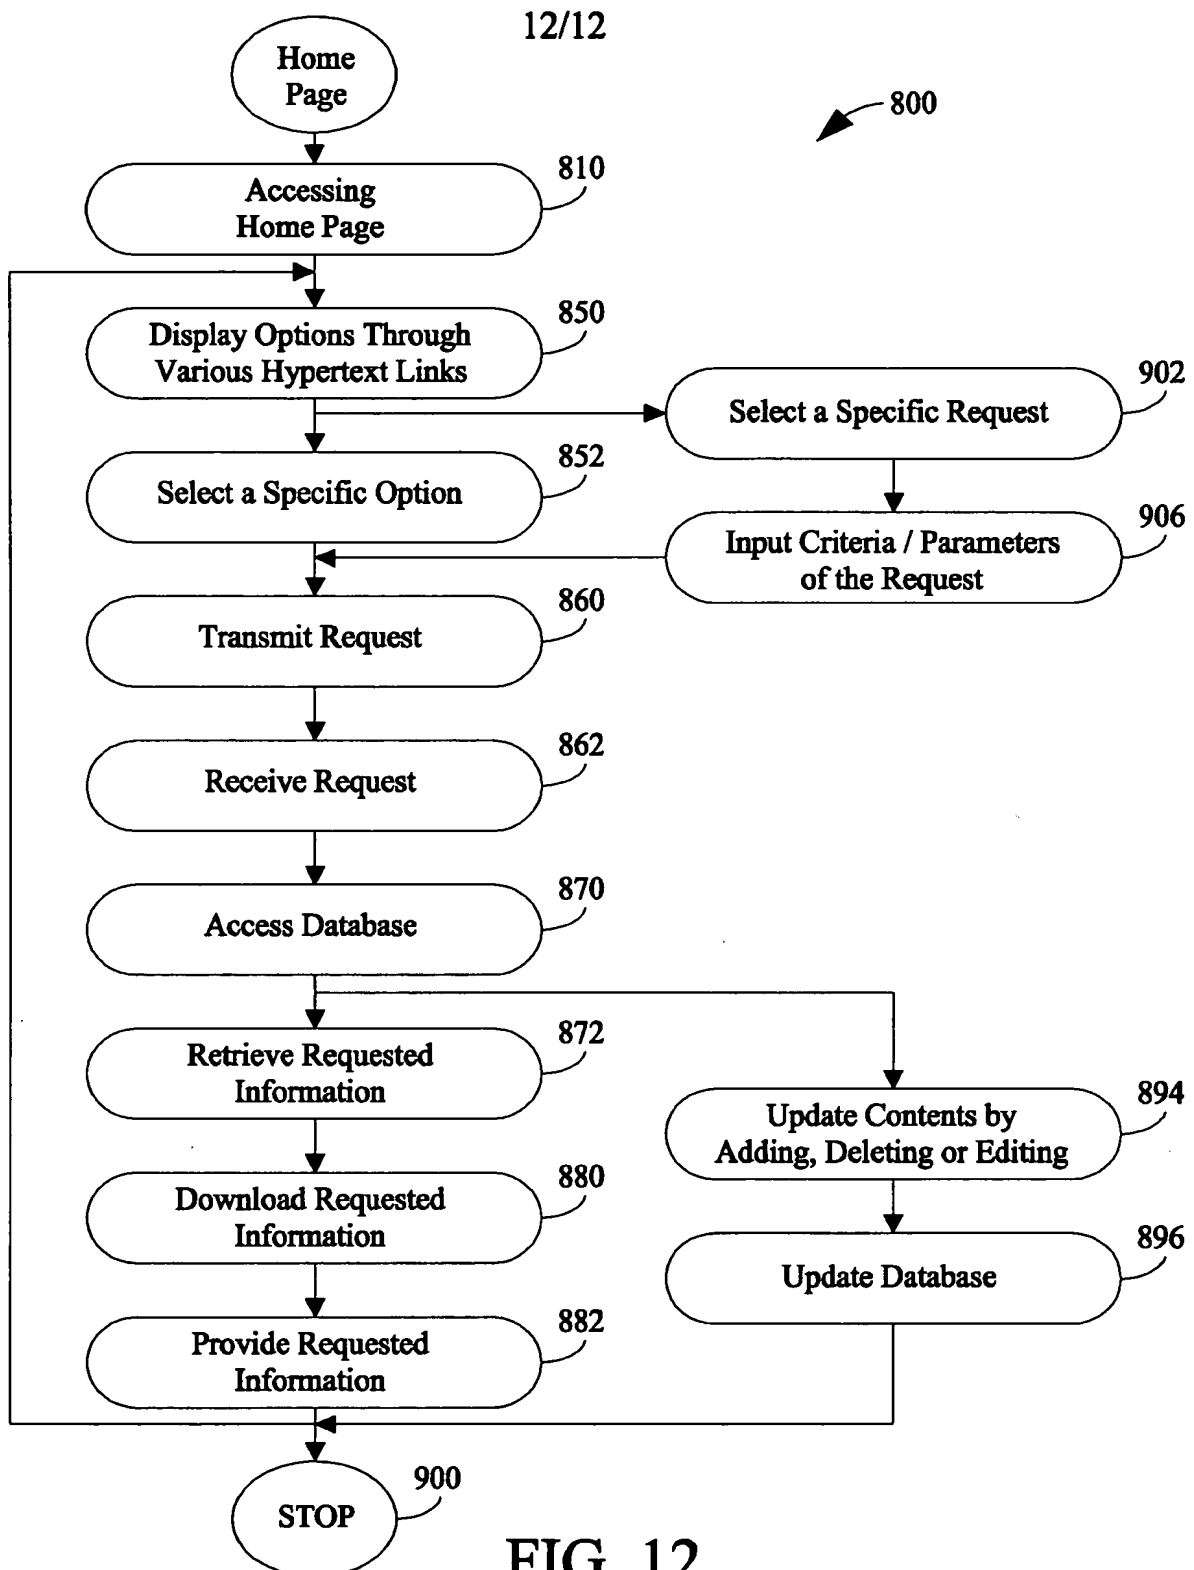 12/12
Home
Page
800
810
Accessing
Home Page
850
Display Options Through
Various Hypertext Links
902
Select a Specific Request
852
Select a Specific Option
906
Input Criteria / Parameters
of the Request
860
Transmit Request
862
Receive Request
870
Access Database
872
Retrieve Requested
Information
894
Update Contents by
Adding, Deleting or Editing
880
Download Requested
Information
896
Update Database
882
Provide Requested
Information
900
STOP
FIG. 12